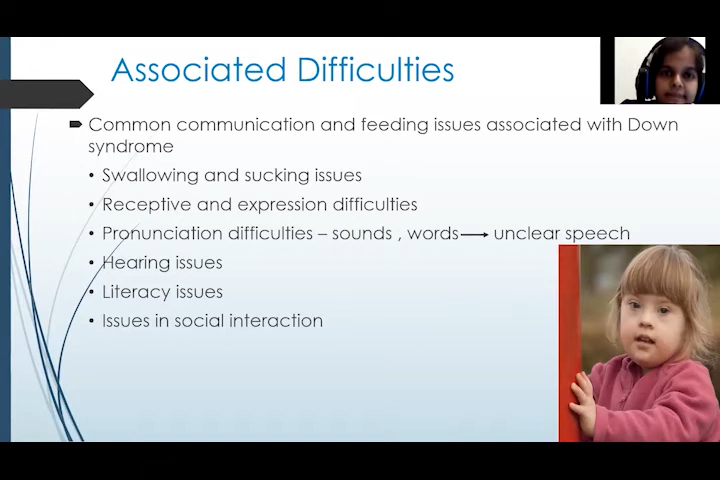 Associated Difficulties
Common communication and feeding issues associated with Down
syndrome
• Swallowing and sucking issues
• Receptive and expression difficulties
• Pronunciation difficulties – sounds , words⟶ unclear speech
• Hearing issues
• Literacy issues
• Issues in social interaction